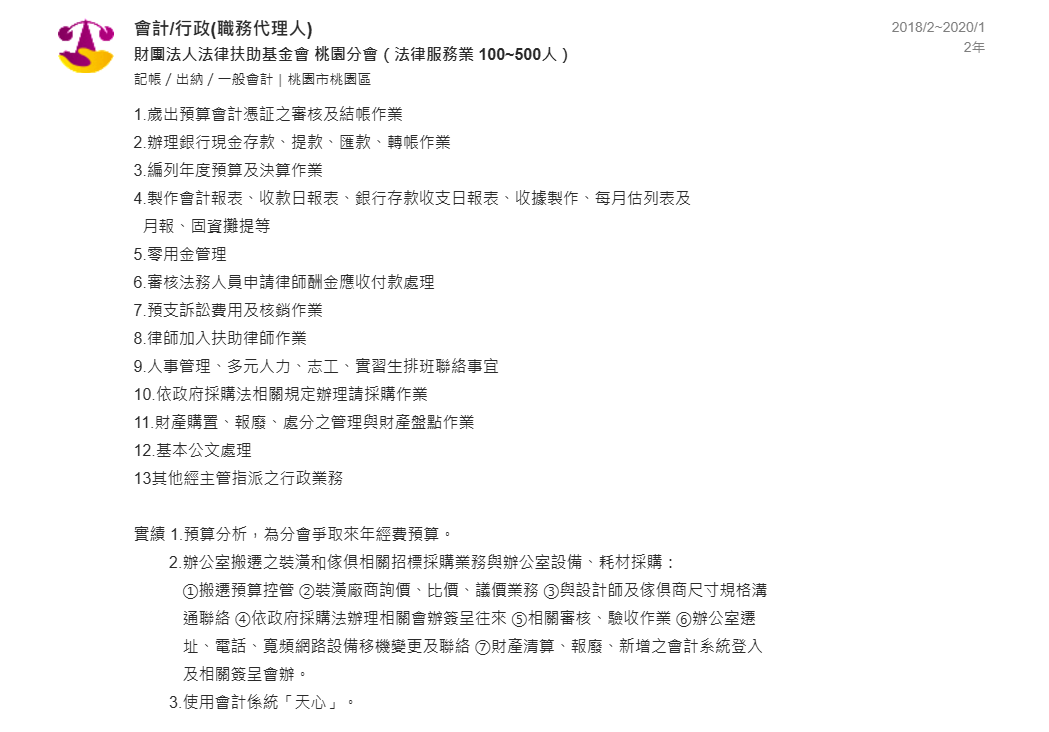 會計/行政(職務代理人)
2018/2~2020/1
2年
財團法人法律扶助基金會 桃園分會（法律服務業 100~500人）
記帳／出納／一般會計｜桃園市桃園區
1.歲出預算會計憑証之審核及結帳作業
2.辦理銀行現金存款、提款、匯款、轉帳作業
3.編列年度預算及決算作業
4.製作會計報表、收款日報表、銀行存款收支日報表、收據製作、每月估列表及
月報、固資攤提等
5.零用金管理
6.審核法務人員申請律師酬金應收付款處理
7.預支訴訟費用及核銷作業
8.律師加入扶助律師作業
9.人事管理、多元人力、志工、實習生排班聯絡事宜
10.依政府採購法相關規定辦理請採購作業
11.財產購置、報廢、處分之管理與財產盤點作業
12.基本公文處理
13其他經主管指派之行政業務
實績 1.預算分析，為分會爭取來年經費預算。
2.辦公室搬遷之裝潢和傢俱相關招標採購業務與辦公室設備、耗材採購：
①搬遷預算控管 ②裝潢廠商詢價、比價、議價業務 ③與設計師及傢俱商尺寸規格溝
通聯絡 ④依政府採購法辦理相關會辦簽呈往來 ⑤相關審核、驗收作業 ⑥辦公室遷
址、電話、寬頻網路設備移機變更及聯絡 ⑦財產清算、報廢、新增之會計系統登入
及相關簽呈會辦。
3.使用會計係統「天心」。